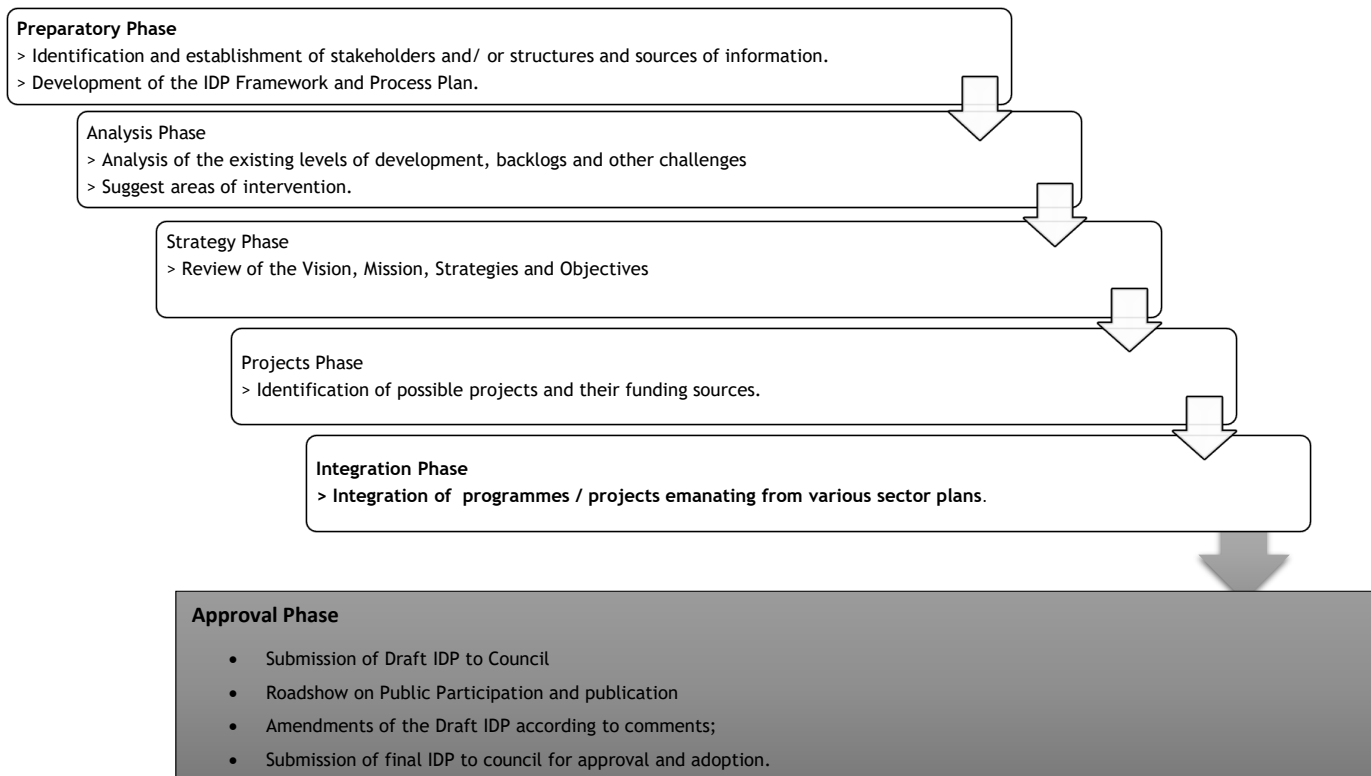 Preparatory Phase
> Identification and establishment of stakeholders and/ or structures and sources of information.
> Development of the IDP Framework and Process Plan.
Analysis Phase
> Analysis of the existing levels of development, backlogs and other challenges
> Suggest areas of intervention.
Strategy Phase
> Review of the Vision, Mission, Strategies and Objectives
Projects Phase
> Identification of possible projects and their funding sources.
Integration Phase
> Integration of programmes / projects emanating from various sector plans.
Approval Phase
• Submission of Draft IDP to Council
• Roadshow on Public Participation and publication
• Amendments of the Draft IDP according to comments;
• Submission of final IDP to council for approval and adoption.